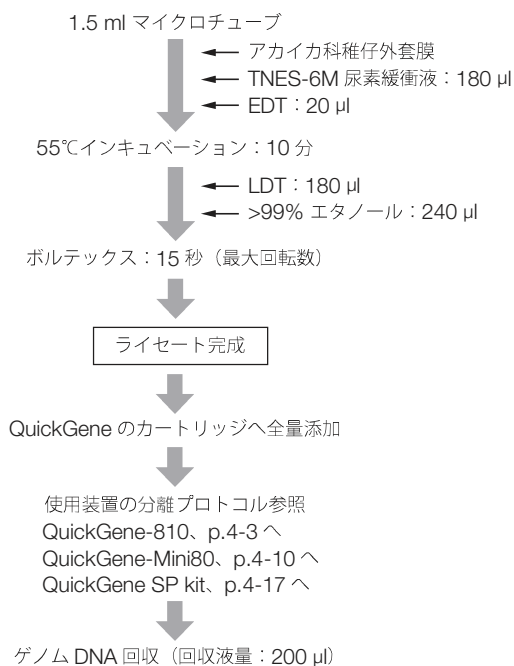 1.5 ml マイクロチューブ
アカイカ科稚仔外套膜
TNES-6M 尿素緩衝液：180 µl
EDT：20 µl
55℃インキュベーション：10 分
LDT：180 µl
>99% エタノール：240 µl
ボルテックス：15 秒（最大回転数）
ライセート完成
QuickGene のカートリッジへ全量添加
使用装置の分離プロトコル参照
QuickGene-810、p.4-3 へ
QuickGene-Mini80、p.4-10 へ
QuickGene SP kit、p.4-17 へ
ゲノム DNA 回収（回収液量：200 µl）